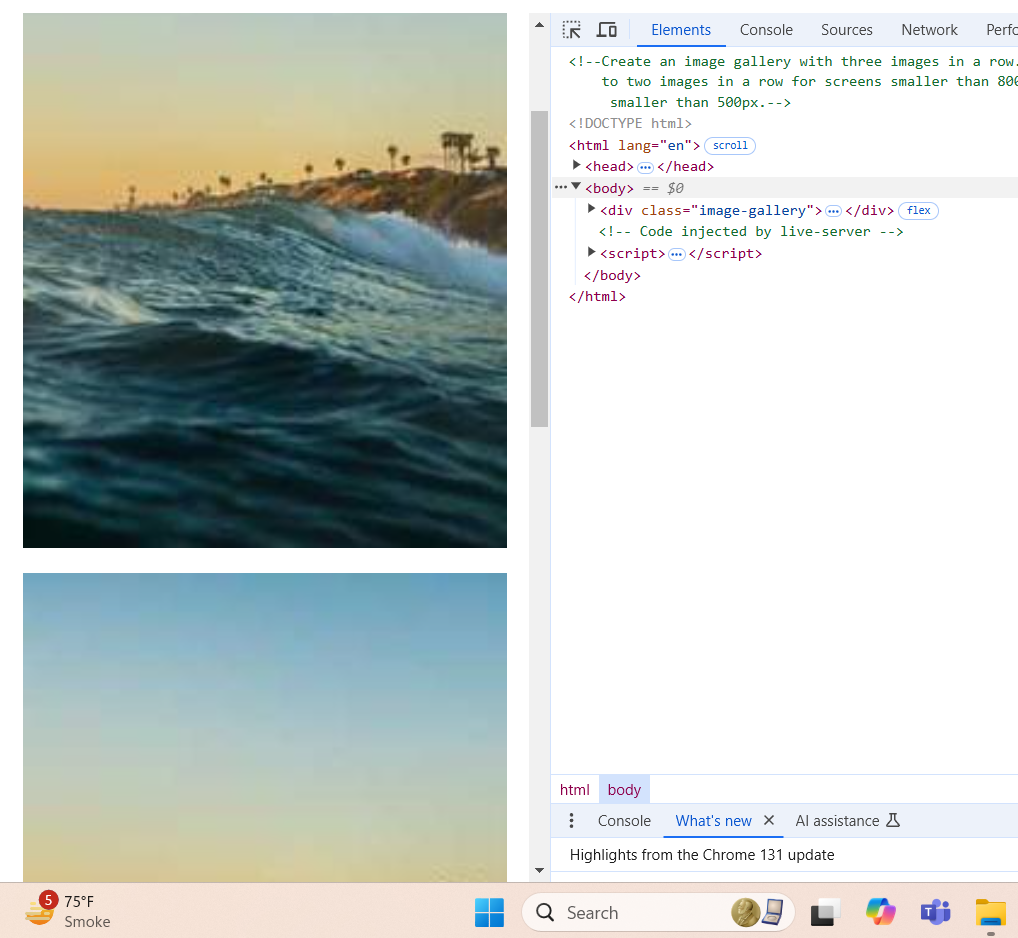 Elements Console Sources Network Perfo
<!--Create an image gallery with three images in a row.
to two images in a row for screens smaller than 800
smaller than 500px.-->
<!DOCTYPE html>
<html lang="en"> scroll
<head> ••• </head>
••• <body> == $0
<div class="image-gallery"> ••• </div> flex
<!-- Code injected by live-server -->
<script> ••• </script>
</body>
</html>
html body
Console What's new AI assistance
Highlights from the Chrome 131 update
5 75°F
Smoke
Search